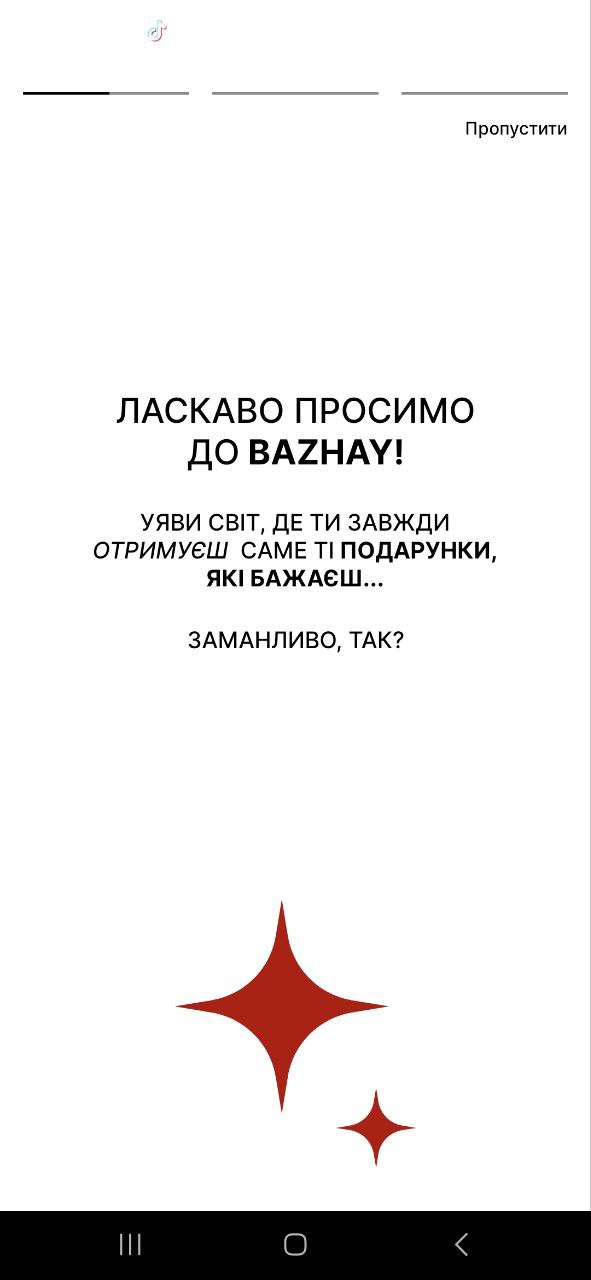 Пропустити
ЛАСКАВО ПРОСИМО
ДО BAZHAY!
УЯВИ СВІТ, ДЕ ТИ ЗАВЖДИ
ОТРИМУЄШ САМЕ ТІ ПОДАРУНКИ,
ЯКІ БАЖАЄШ...
ЗАМАНЛИВО, ТАК?